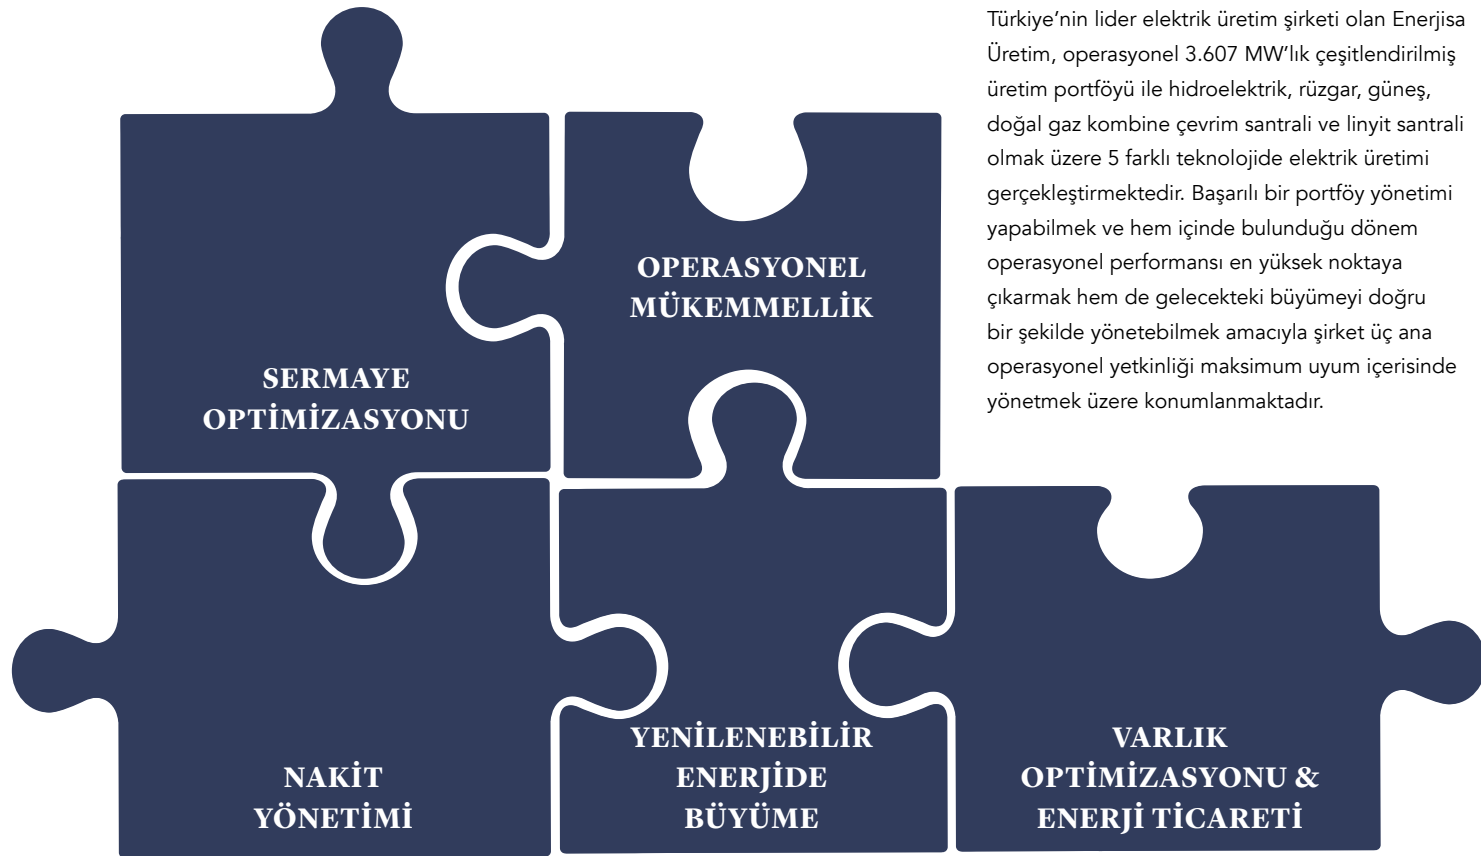 Türkiye’nin lider elektrik üretim şirketi olan Enerjisa
Üretim, operasyonel 3.607 MW’lık çeşitlendirilmiş
üretim portföyü ile hidroelektrik, rüzgar, güneş,
doğal gaz kombine çevrim santrali ve linyit santrali
olmak üzere 5 farklı teknolojide elektrik üretimi
gerçekleştirmektedir. Başarılı bir portföy yönetimi
yapabilmek ve hem içinde bulunduğu dönem
operasyonel performansı en yüksek noktaya
çıkarmak hem de gelecekteki büyümeyi doğru
bir şekilde yönetebilmek amacıyla şirket üç ana
operasyonel yetkinliği maksimum uyum içerisinde
yönetmek üzere konumlanmaktadır.
OPERASYONEL
MÜKEMMELLİK
SERMAYE
OPTİMİZASYONU
NAKİT
YÖNETİMİ
YENİLENEBİLİR
ENERJİDE
BÜYÜME
VARLIK
OPTİMİZASYONU &
ENERJİ TİCARETİ